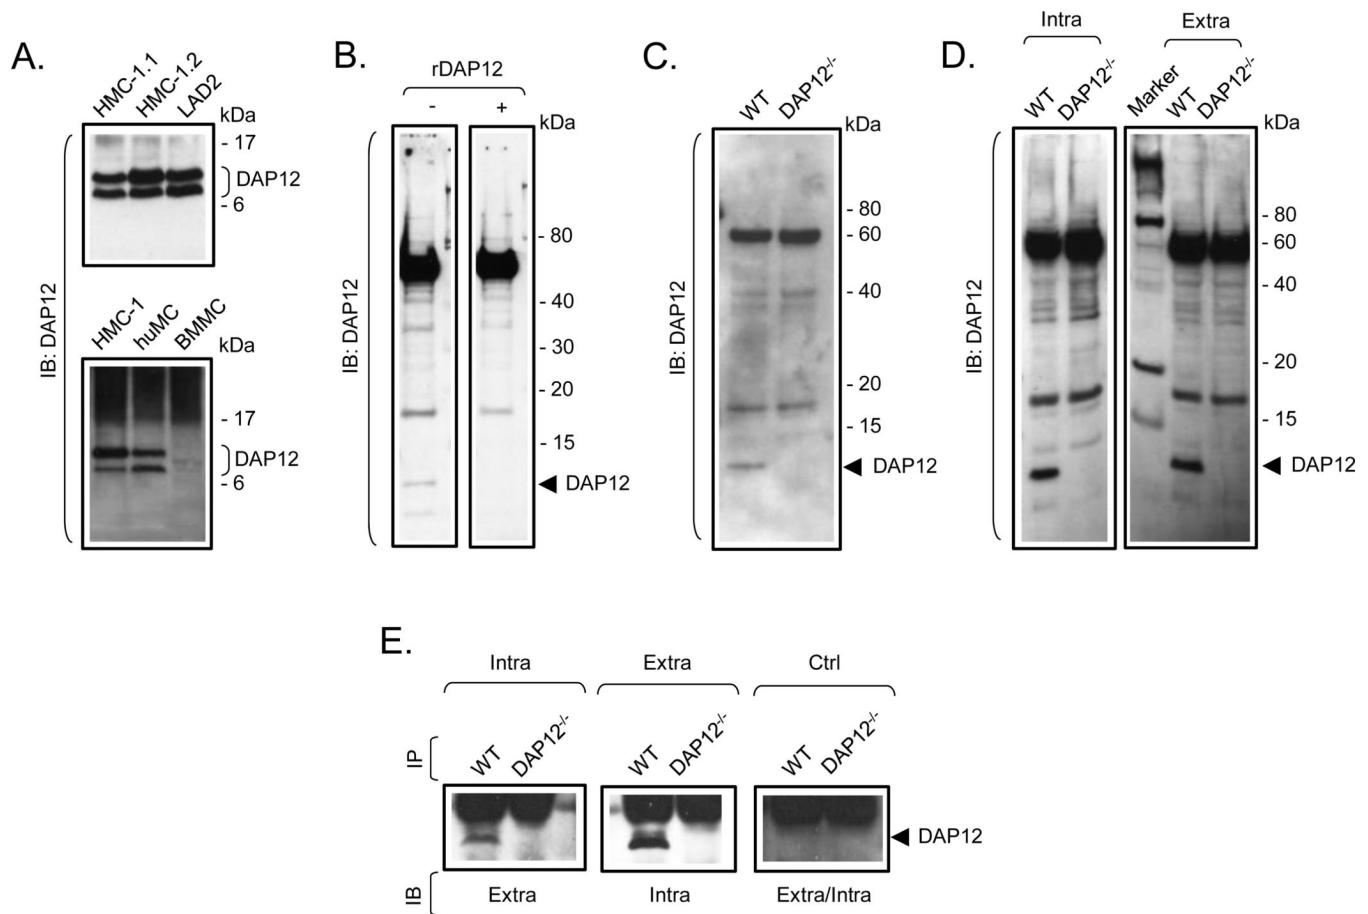 A.
HMC-1.1 HMC-1.2 LAD2
kDa
- 17
DAP12
- 6
HMC-1 huMC BMMC
kDa
- 17
DAP12
- 6
IB: DAP12
B.
rDAP12
- +
kDa
- 80
- 40
- 30
- 20
- 15
◄ DAP12
IB: DAP12
C.
WT DAP12-/-
kDa
- 80
- 60
- 40
- 20
- 15
◄ DAP12
IB: DAP12
D.
Intra Extra
WT DAP12-/- Marker WT DAP12-/-
kDa
- 80
- 60
- 40
- 20
- 15
◄ DAP12
IB: DAP12
E.
Intra Extra Ctrl
IP
WT DAP12-/- WT DAP12-/- WT DAP12-/-
◄ DAP12
IB
Extra Intra Extra/Intra